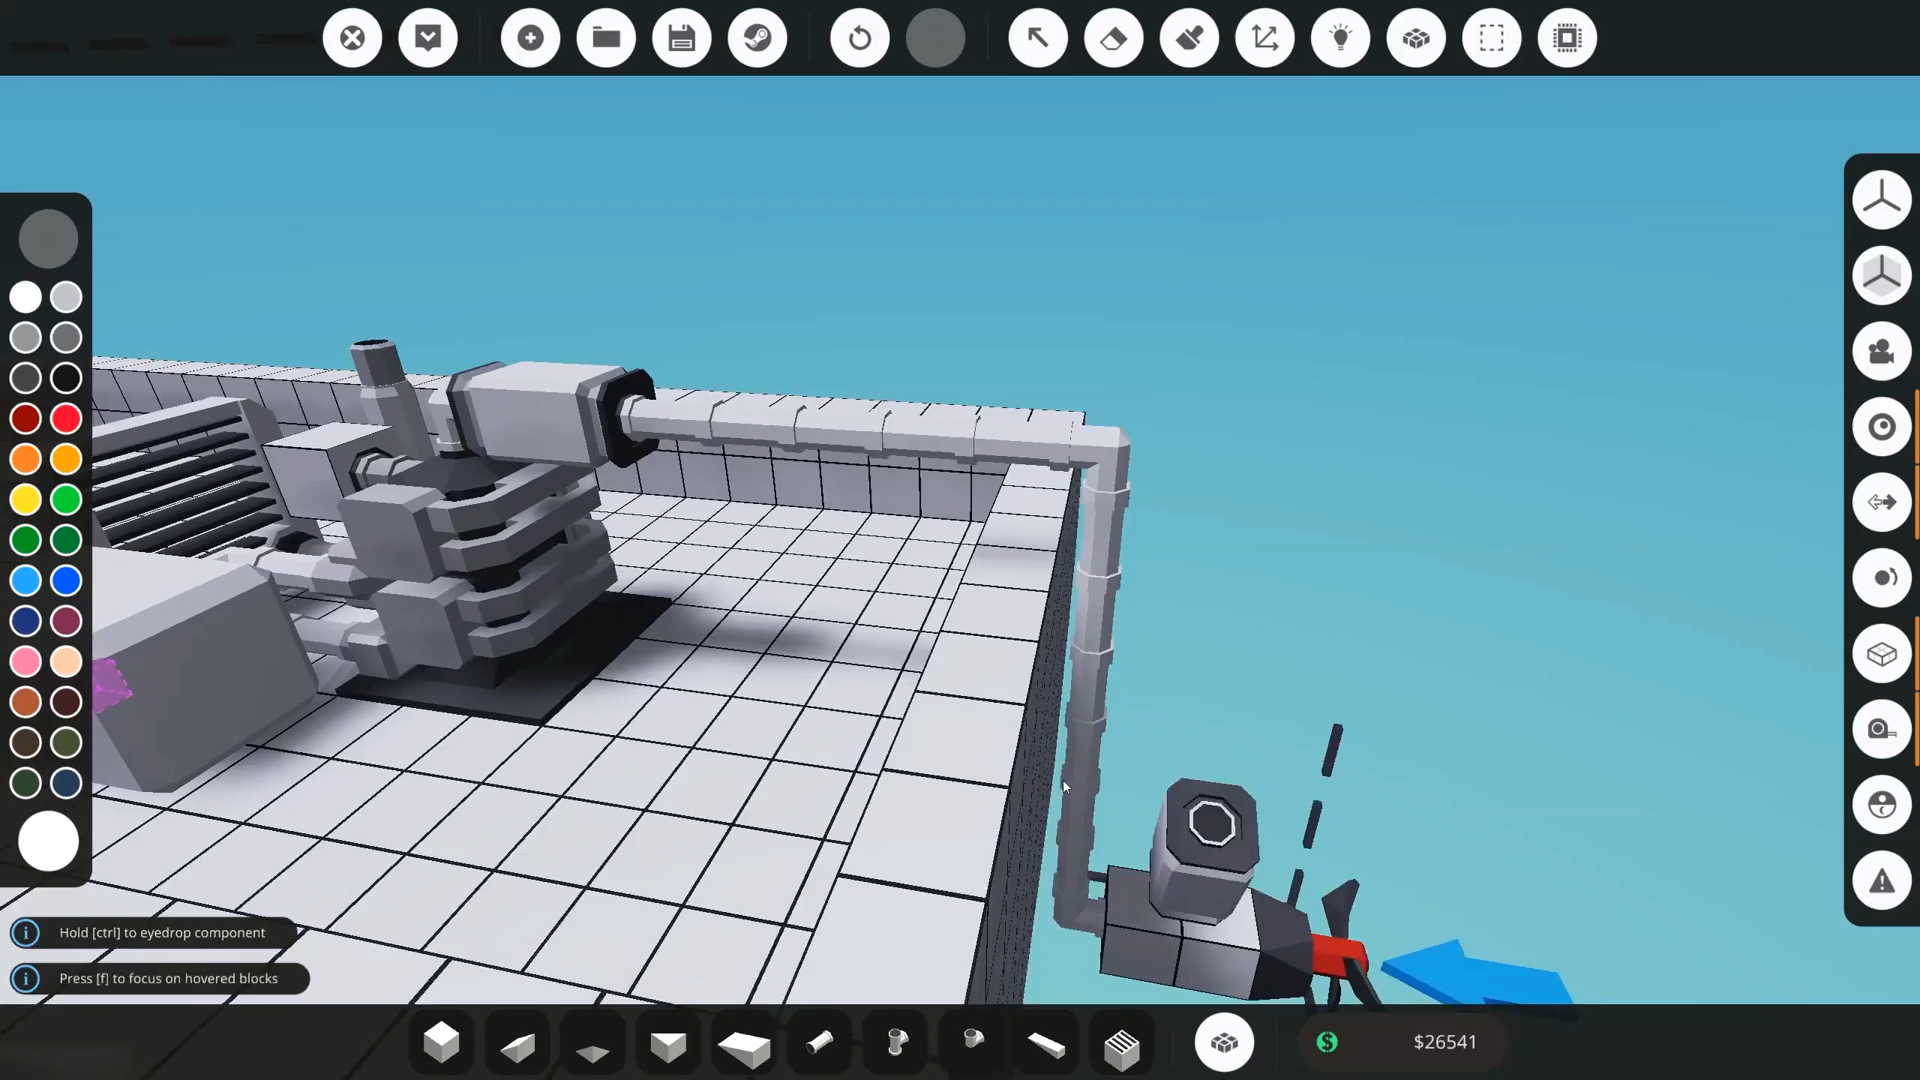 Hold [ctrl] to eyedrop component
Press [f] to focus on hovered blocks
$26541